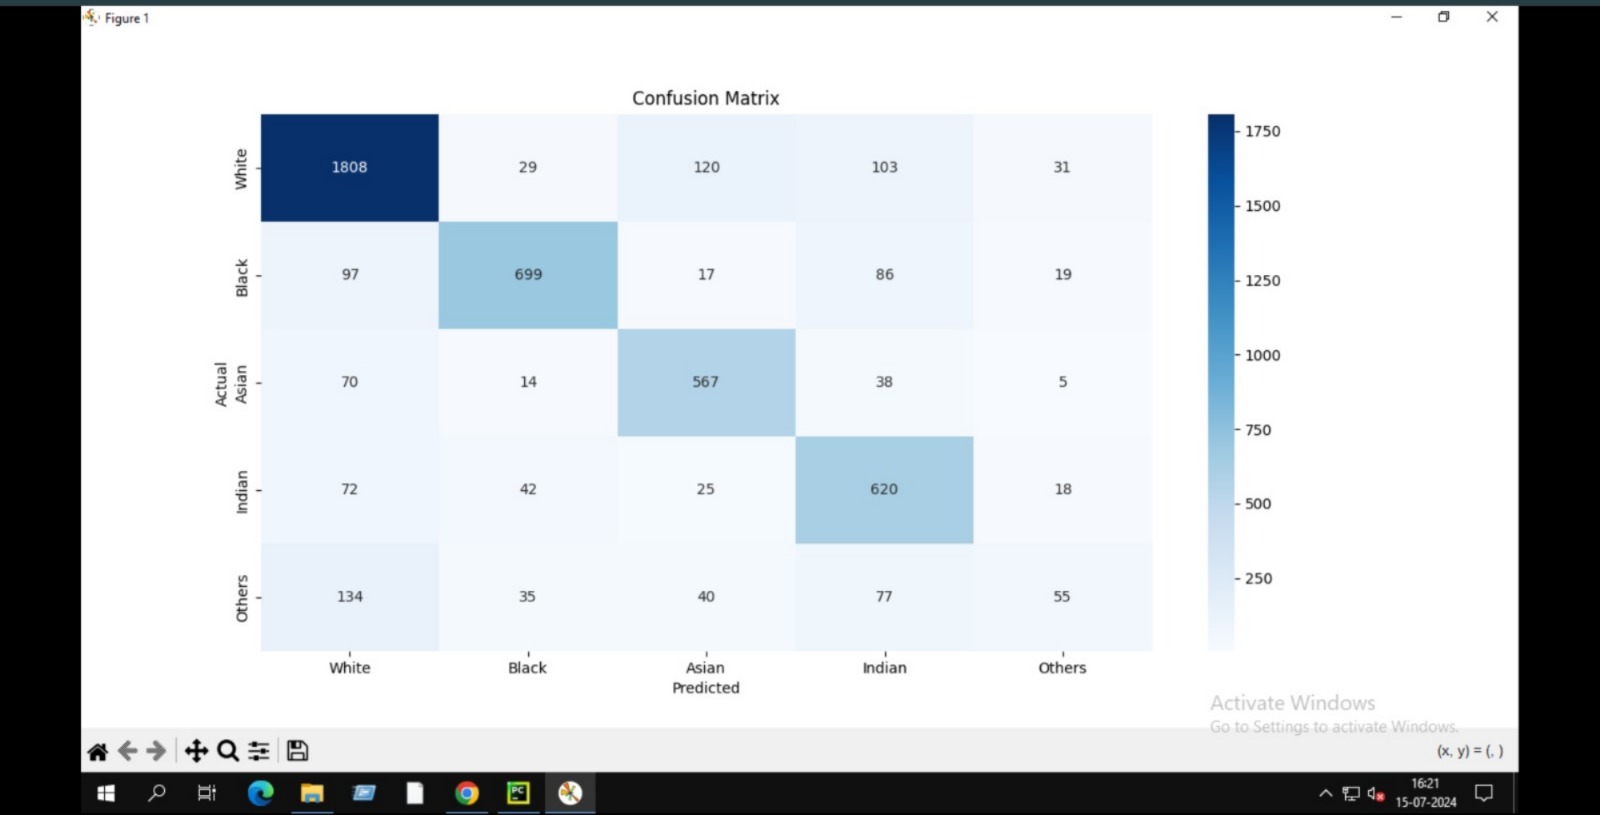 Figure 1
Confusion Matrix
White 1808 29 120 103 31
Black 97 699 17 86 19
Actual
Asian 70 14 567 38 5
Indian 72 42 25 620 18
Others 134 35 40 77 55
White Black Asian Indian Others
Predicted
1750
1500
1250
1000
750
500
250
Activate Windows
Go to Settings to activate Windows.
(x, y) = (, )
PC
16:21
15-07-2024